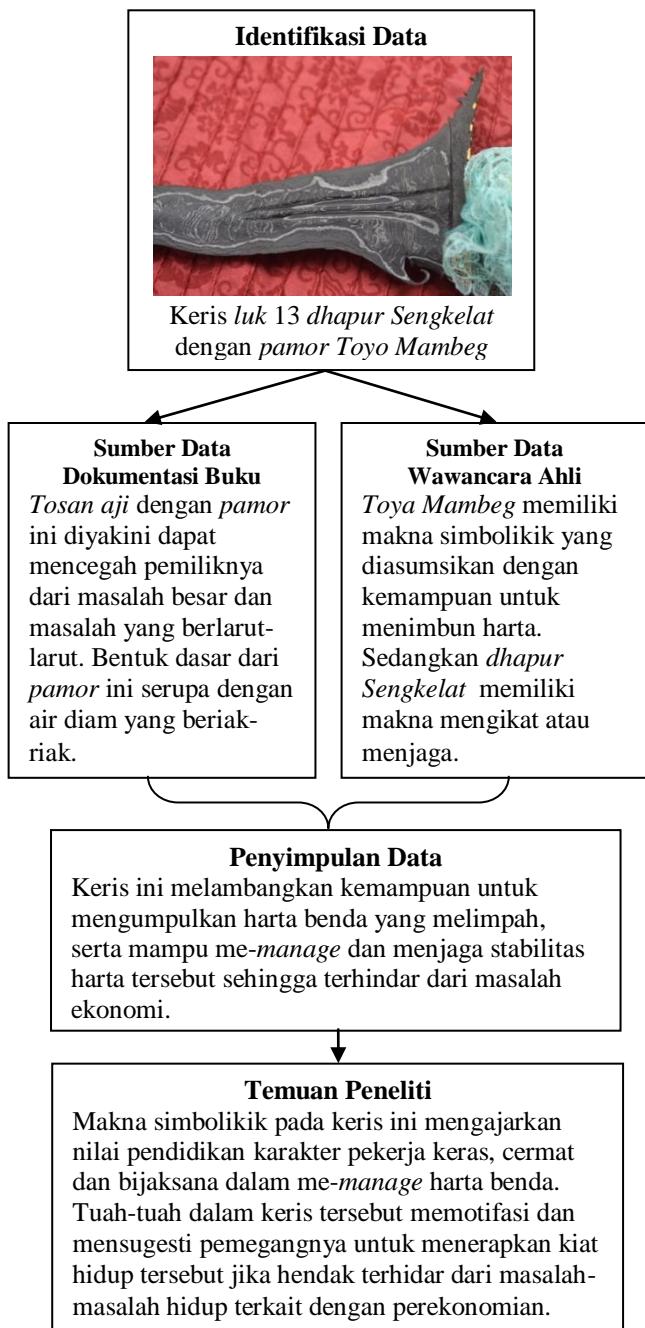 Identifikasi Data
Keris luk 13 dhapur Sengkelat
dengan pamor Toyo Mambeg
Sumber Data
Dokumentasi Buku
Tosan aji dengan pamor
ini diyakini dapat
mencegah pemiliknya
dari masalah besar dan
masalah yang berlarut-
larut. Bentuk dasar dari
pamor ini serupa dengan
air diam yang beriak-
riak.
Sumber Data
Wawancara Ahli
Toya Mambeg memiliki
makna simbolikik yang
diasumsikan dengan
kemampuan untuk
menimbun harta.
Sedangkan dhapur
Sengkelat memiliki
makna mengikat atau
menjaga.
Penyimpulan Data
Keris ini melambangkan kemampuan untuk
mengumpulkan harta benda yang melimpah,
serta mampu me-manage dan menjaga stabilitas
harta tersebut sehingga terhindar dari masalah
ekonomi.
Temuan Peneliti
Makna simbolikik pada keris ini mengajarkan
nilai pendidikan karakter pekerja keras, cermat
dan bijaksana dalam me-manage harta benda.
Tuah-tuah dalam keris tersebut memotifasi dan
mensugesti pemegangnya untuk menerapkan kiat
hidup tersebut jika hendak terhidar dari masalah-
masalah hidup terkait dengan perekonomian.